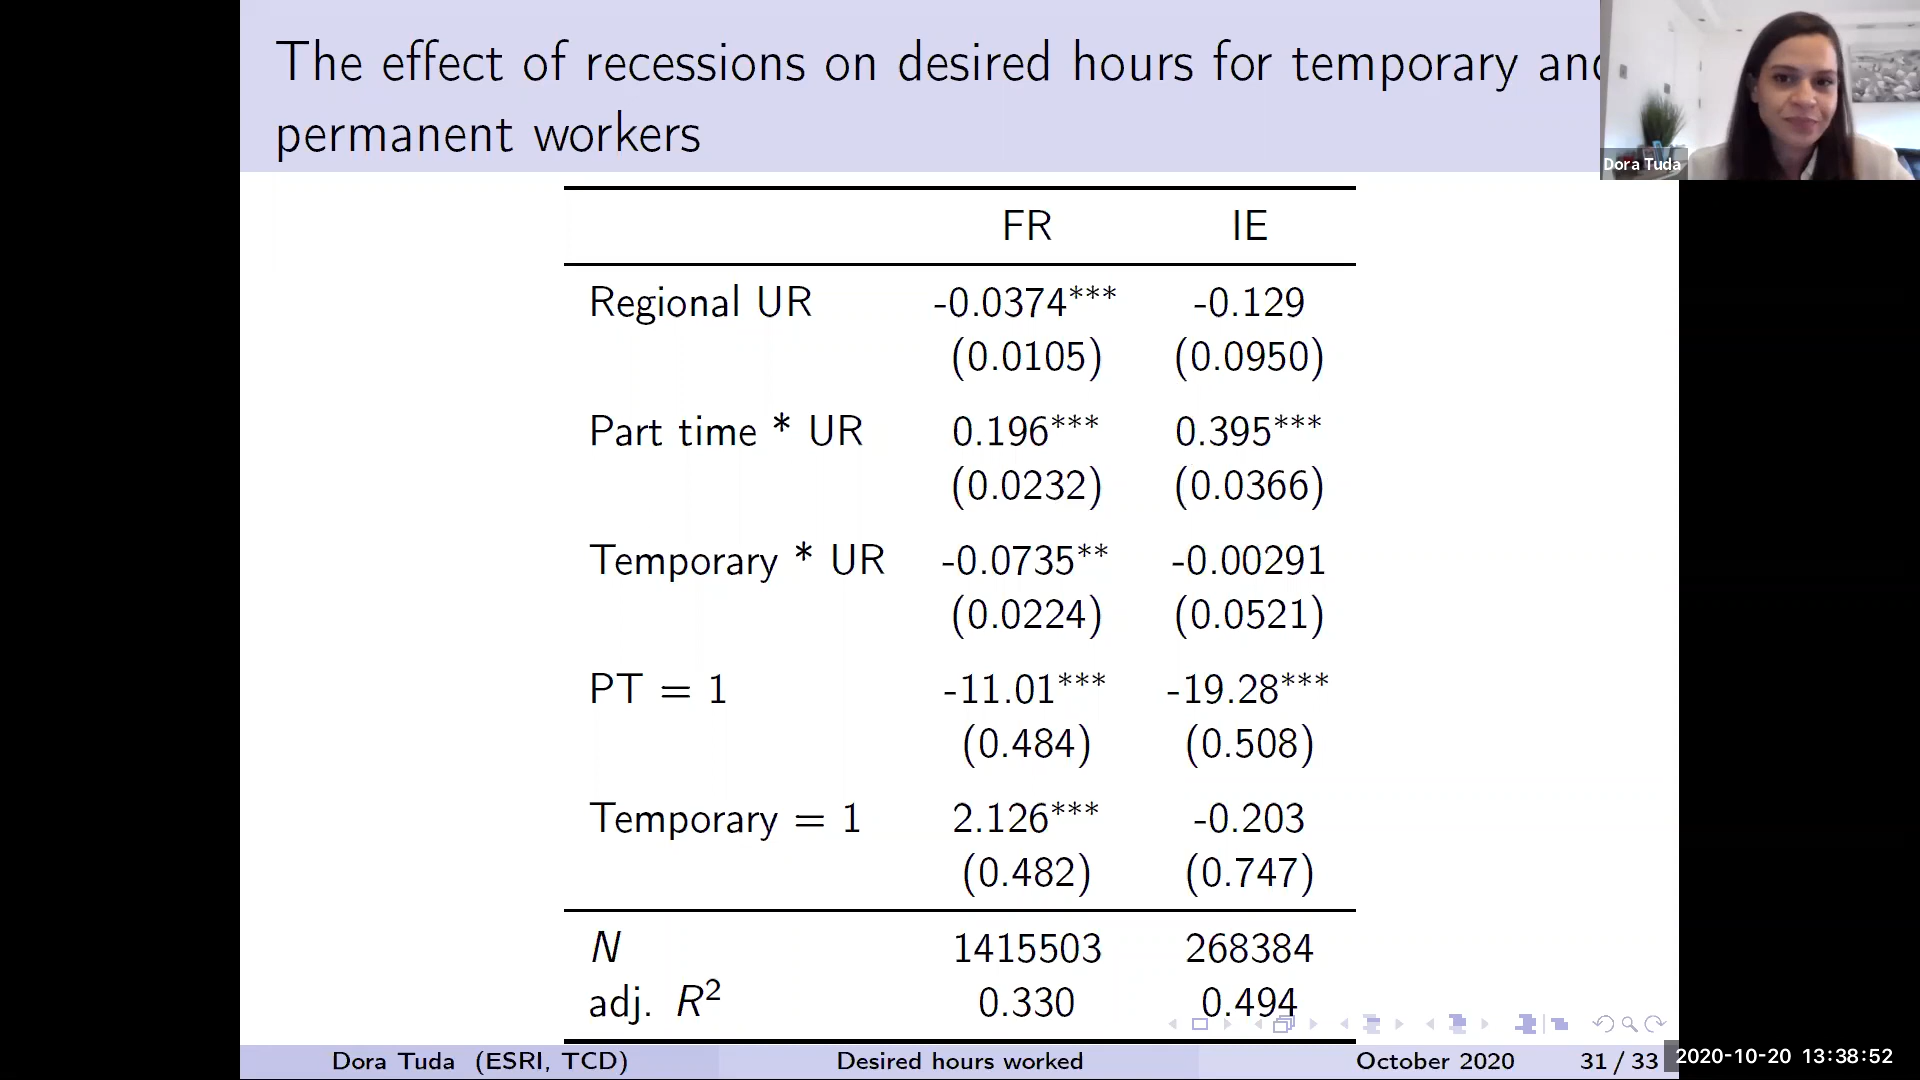 The effect of recessions on desired hours for temporary and
permanent workers
Dora Tuda
FR IE
Regional UR -0.0374*** -0.129
(0.0105) (0.0950)
Part time * UR 0.196*** 0.395***
(0.0232) (0.0366)
Temporary * UR -0.0735** -0.00291
(0.0224) (0.0521)
PT = 1 -11.01*** -19.28***
(0.484) (0.508)
Temporary = 1 2.126*** -0.203
(0.482) (0.747)
N 1415503 268384
adj. R² 0.330 0.494
Dora Tuda (ESRI, TCD) Desired hours worked October 2020 31 / 33
2020-10-20 13:38:52